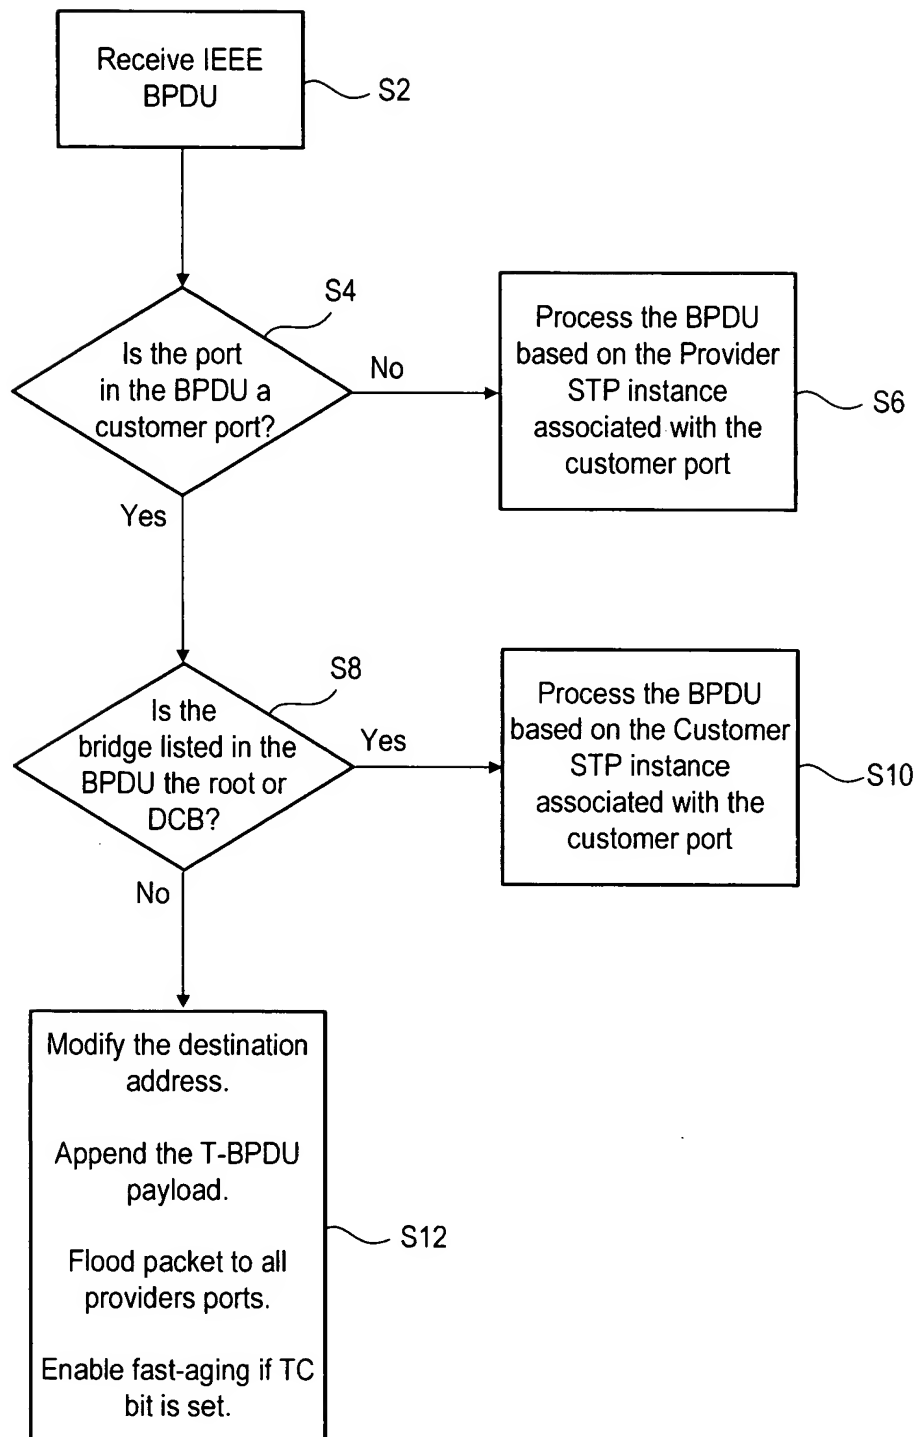 Receive IEEE
BPDU
S2
S4
Is the port
in the BPDU a
customer port?
No
Process the BPDU
based on the Provider
STP instance
associated with the
customer port
S6
Yes
S8
Is the
bridge listed in the
BPDU the root or
DCB?
Yes
Process the BPDU
based on the Customer
STP instance
associated with the
customer port
S10
No
Modify the destination
address.
Append the T-BPDU
payload.
Flood packet to all
providers ports.
Enable fast-aging if TC
bit is set.
S12